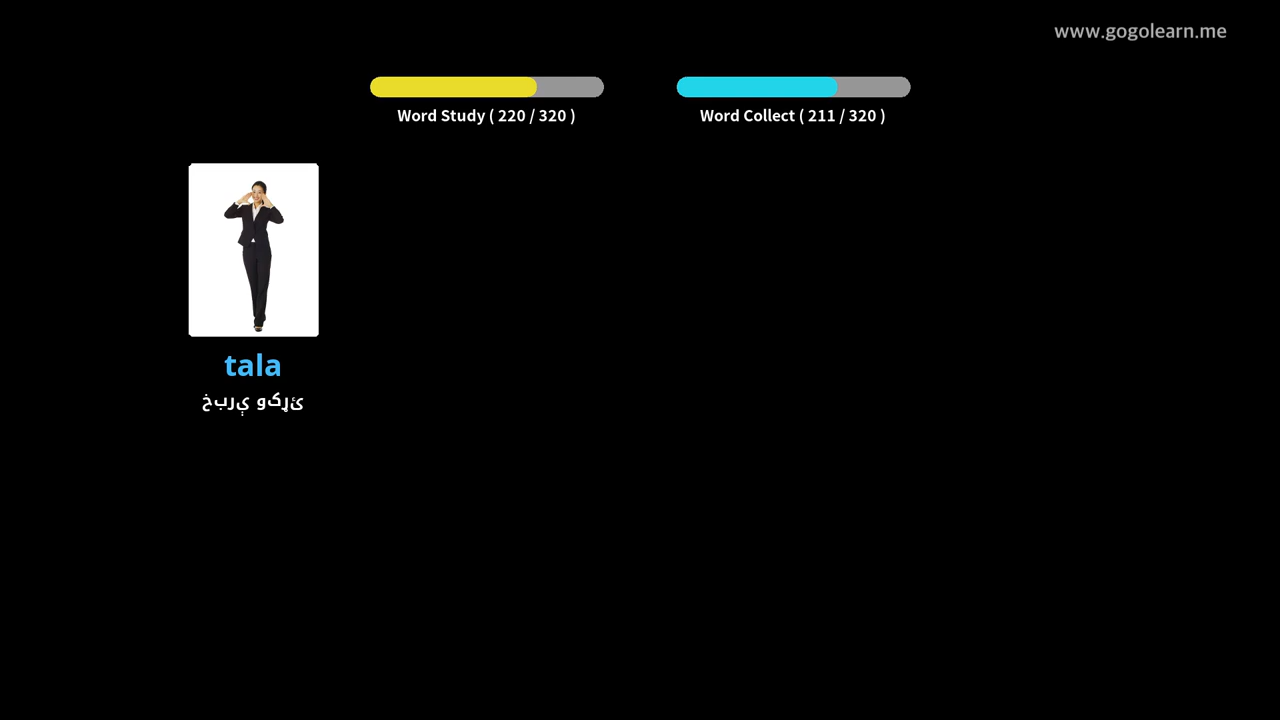 www.gogolearn.me
Word Study ( 220 / 320 )
Word Collect ( 211 / 320 )
tala
خبرې وکړئ